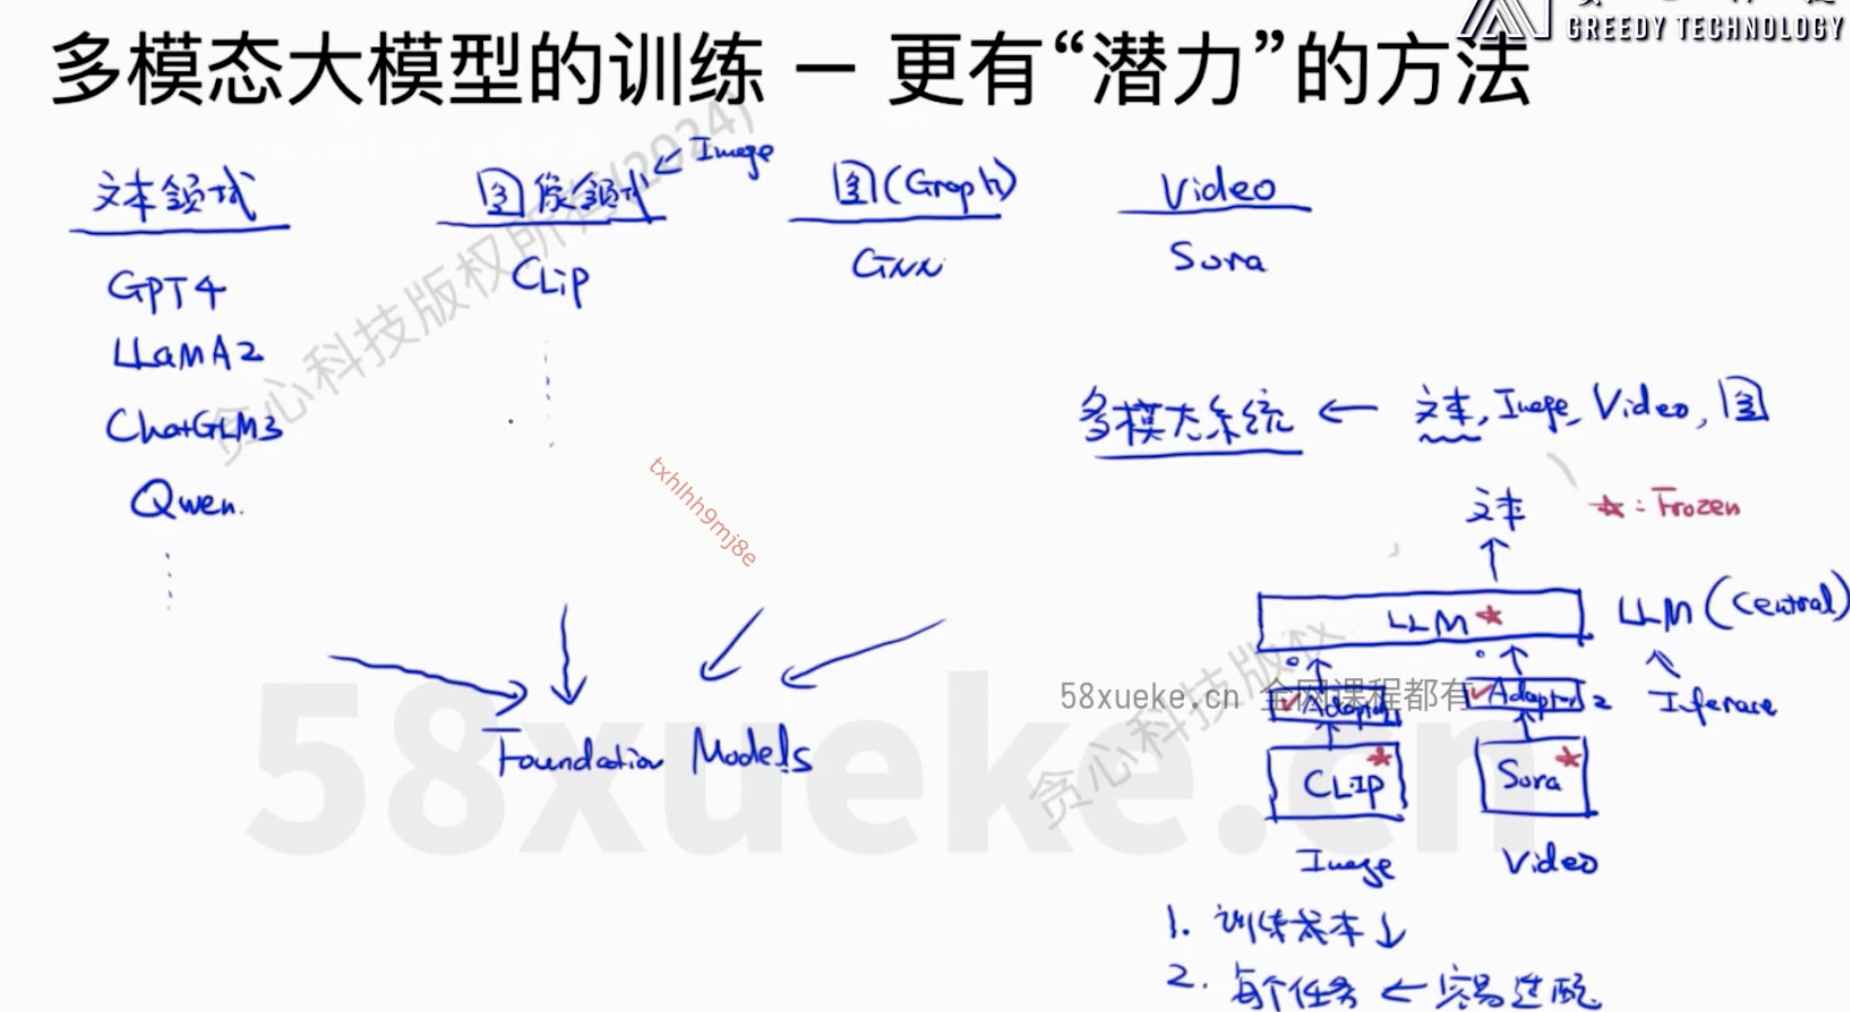 GREEDY TECHNOLOGY
多模态大模型的训练 — 更有“潜力”的方法
文本领域
图像领域 ← Image
图(Graph)
Video
GPT4
CLip
GNN
Sora
LLaMA2
ChatGLM3
Qwen.
多模态系统 ← 文本, Image, Video, 图
文本
☆: Frozen
LLM
LLM (Central)
Inferace
Adapter1
Adapter2
CLIP
Sora
Image
Video
Foundation Models
1. 训练成本↓
2. 每个任务 ← 容易适配
贪心科技版权所有(2024)
贪心科技版权
txhlhh9mj8e
58xueke.cn 全网课程都有
58xueke.cn